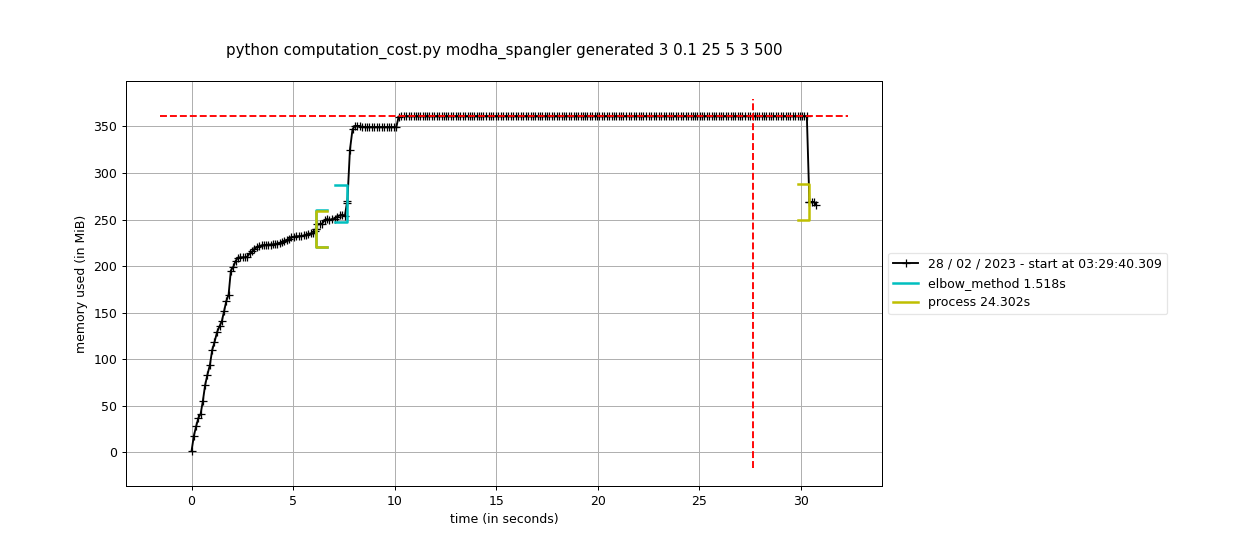 python computation_cost.py modha_spangler generated 3 0.1 25 5 3 500
memory used (in MiB)
350
300
250
200
150
100
50
0
0 5 10 15 20 25 30
time (in seconds)
28 / 02 / 2023 - start at 03:29:40.309
elbow_method 1.518s
process 24.302s